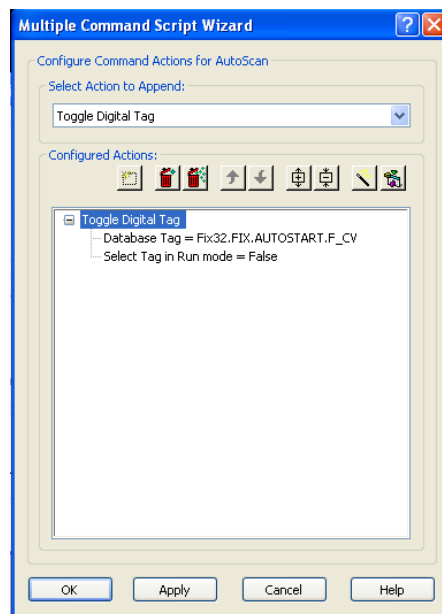 Multiple Command Script Wizard
Configure Command Actions for AutoScan
Select Action to Append:
Toggle Digital Tag
Configured Actions:
Toggle Digital Tag
Database Tag = Fix32.FIX.AUTOSTART.F_CV
Select Tag in Run mode = False
OK Apply Cancel Help